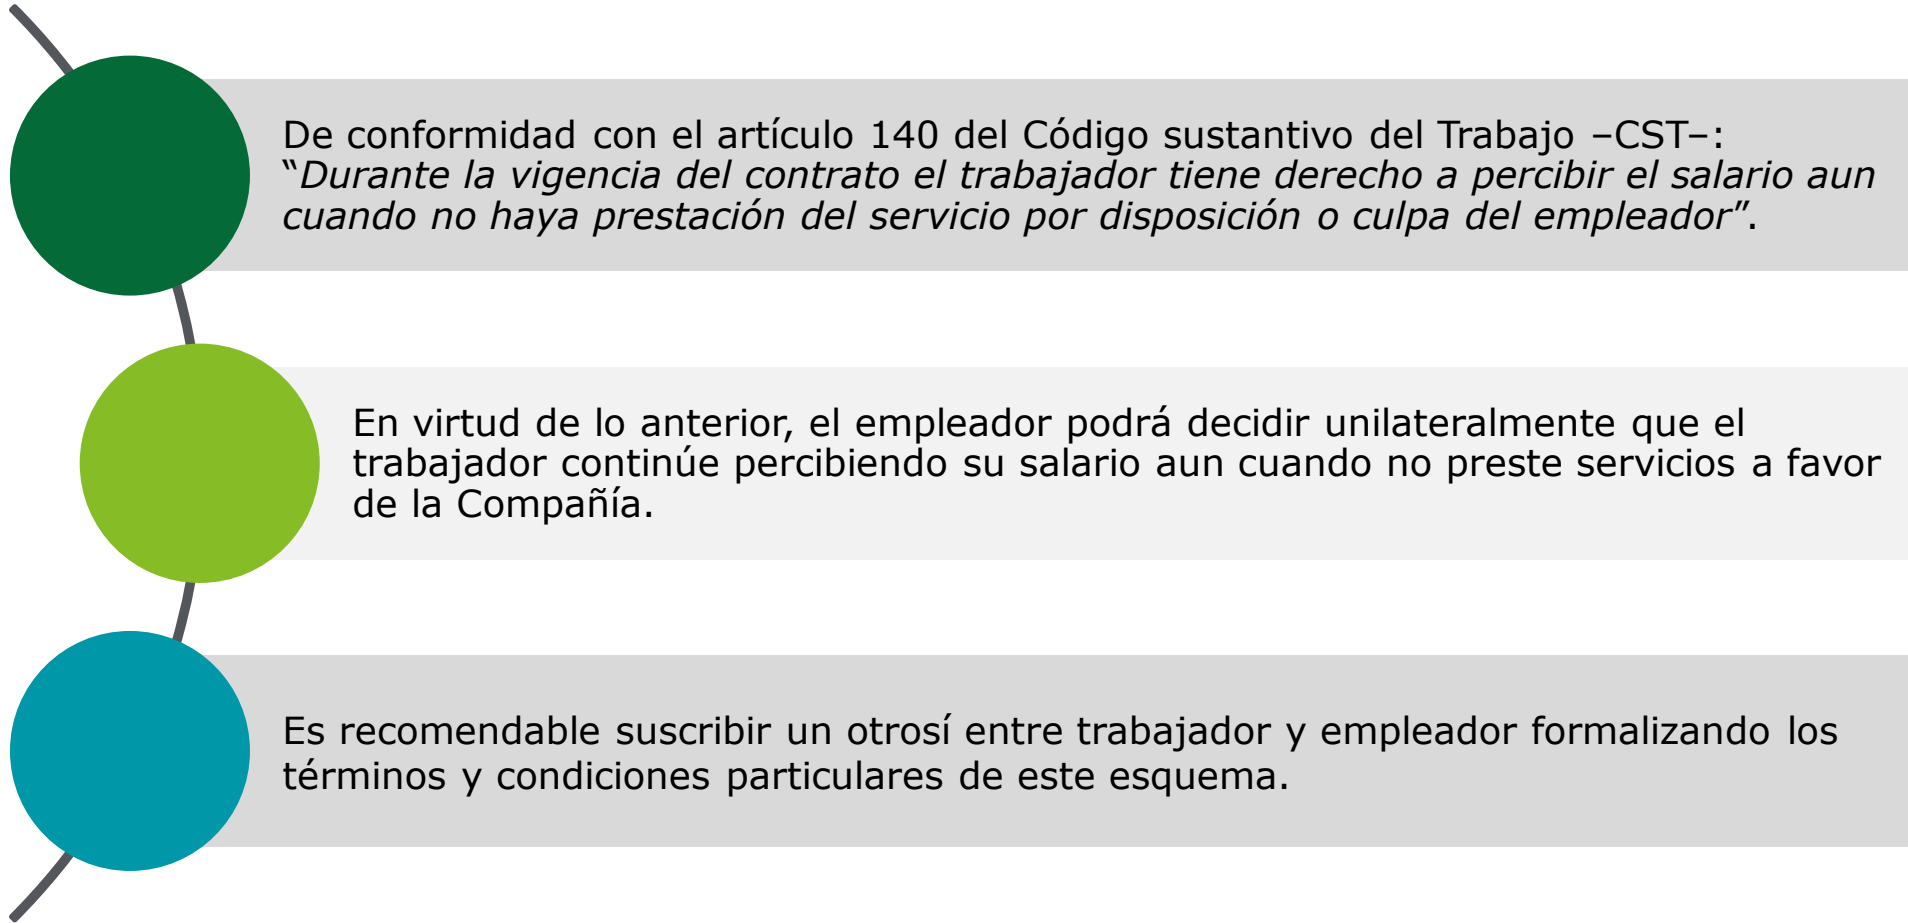 De conformidad con el artículo 140 del Código sustantivo del Trabajo –CST–:
“Durante la vigencia del contrato el trabajador tiene derecho a percibir el salario aun
cuando no haya prestación del servicio por disposición o culpa del empleador”.
En virtud de lo anterior, el empleador podrá decidir unilateralmente que el
trabajador continúe percibiendo su salario aun cuando no preste servicios a favor
de la Compañía.
Es recomendable suscribir un otrosí entre trabajador y empleador formalizando los
términos y condiciones particulares de este esquema.